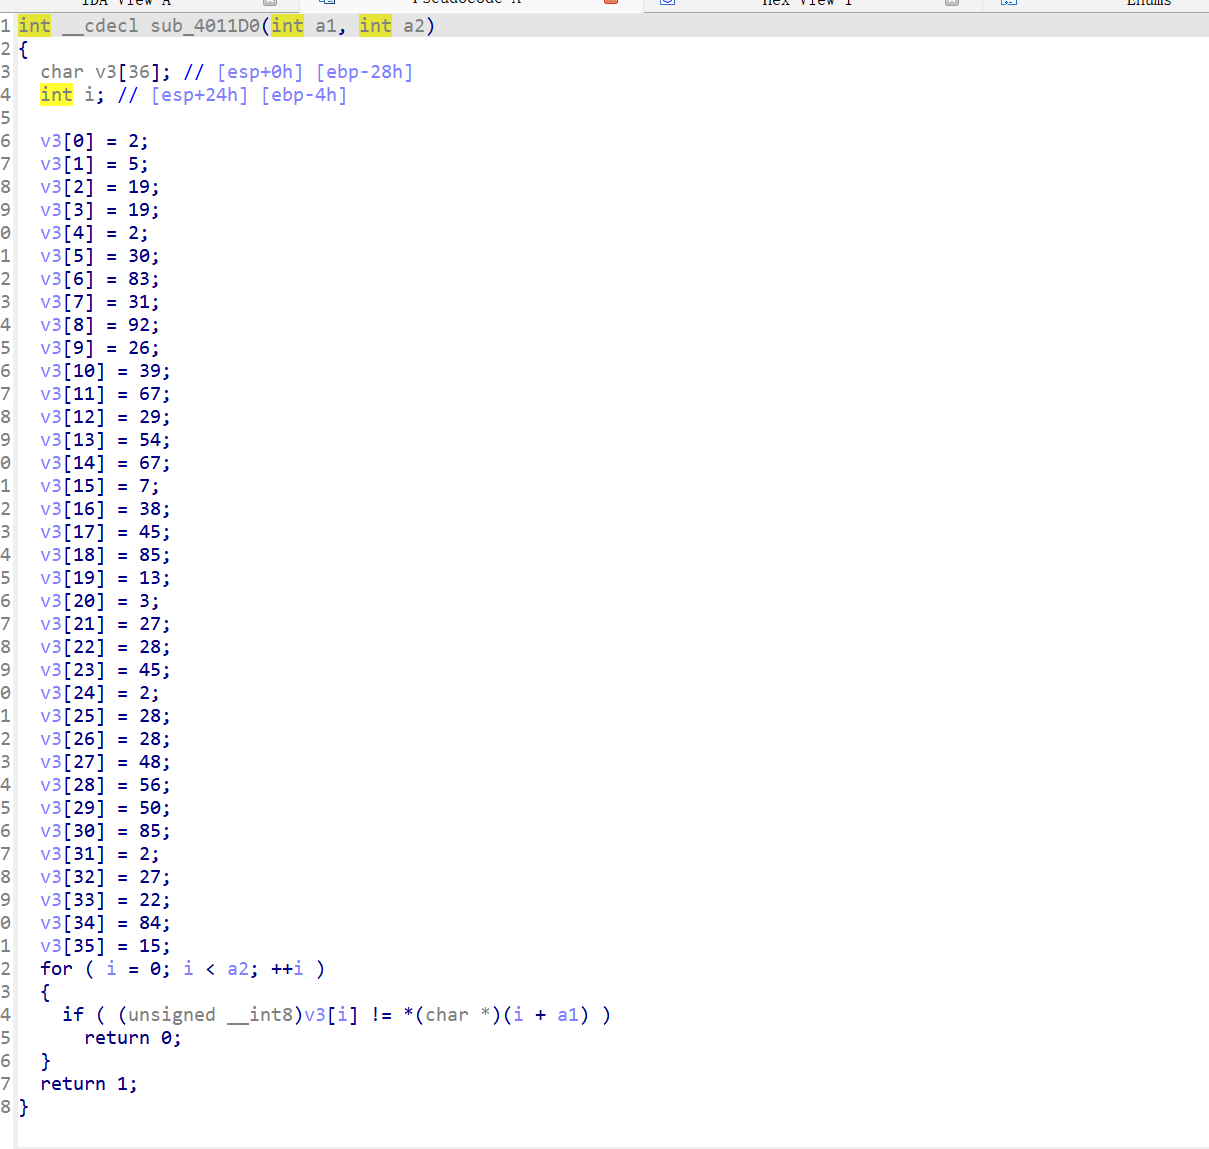 IDA View A Pseudocode A Hex View 1 Enums
1 int __cdecl sub_4011D0(int a1, int a2)
2 {
3   char v3[36]; // [esp+0h] [ebp-28h]
4   int i; // [esp+24h] [ebp-4h]
5
6   v3[0] = 2;
7   v3[1] = 5;
8   v3[2] = 19;
9   v3[3] = 19;
0   v3[4] = 2;
1   v3[5] = 30;
2   v3[6] = 83;
3   v3[7] = 31;
4   v3[8] = 92;
5   v3[9] = 26;
6   v3[10] = 39;
7   v3[11] = 67;
8   v3[12] = 29;
9   v3[13] = 54;
0   v3[14] = 67;
1   v3[15] = 7;
2   v3[16] = 38;
3   v3[17] = 45;
4   v3[18] = 85;
5   v3[19] = 13;
6   v3[20] = 3;
7   v3[21] = 27;
8   v3[22] = 28;
9   v3[23] = 45;
0   v3[24] = 2;
1   v3[25] = 28;
2   v3[26] = 28;
3   v3[27] = 48;
4   v3[28] = 56;
5   v3[29] = 50;
6   v3[30] = 85;
7   v3[31] = 2;
8   v3[32] = 27;
9   v3[33] = 22;
0   v3[34] = 84;
1   v3[35] = 15;
2   for ( i = 0; i < a2; ++i )
3   {
4     if ( (unsigned __int8)v3[i] != *(char *)(i + a1) )
5       return 0;
6   }
7   return 1;
8 }